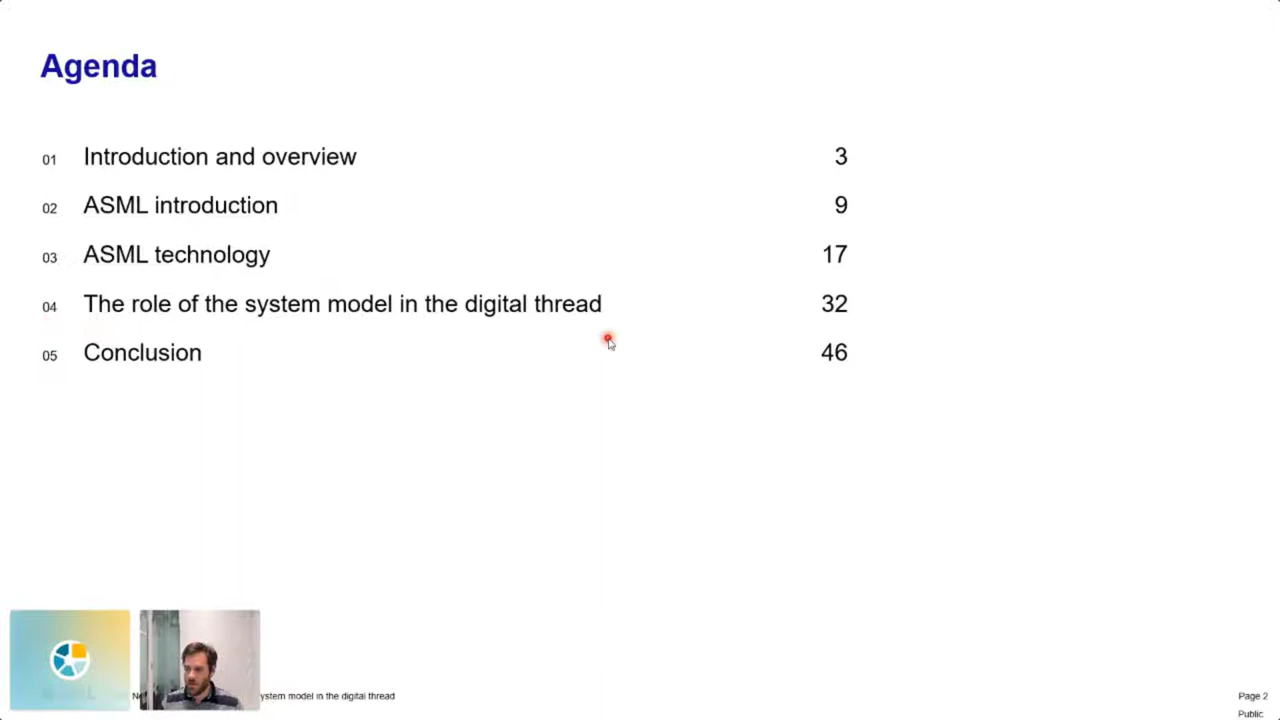 Agenda
01 Introduction and overview 3
02 ASML introduction 9
03 ASML technology 17
04 The role of the system model in the digital thread 32
05 Conclusion 46
system model in the digital thread
Page 2
Public